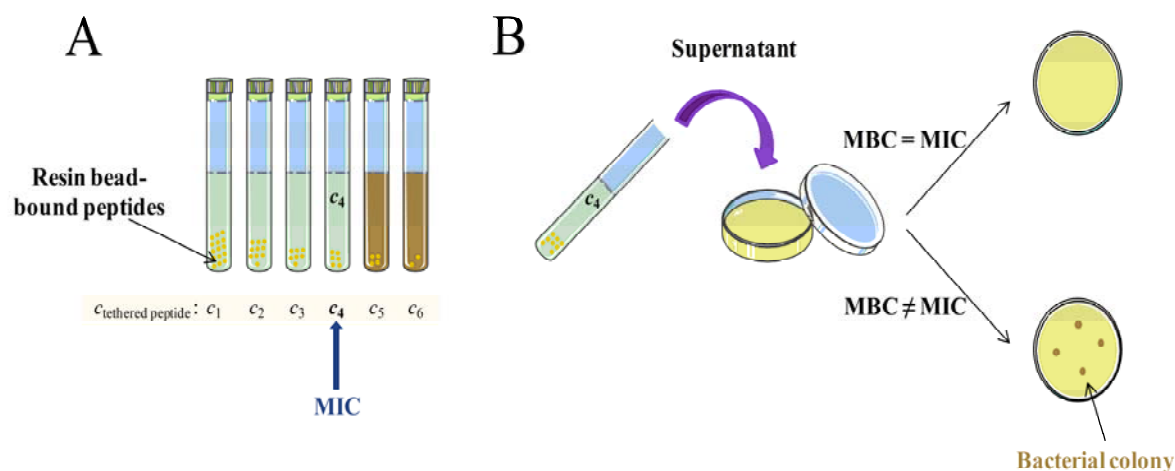 A
Resin bead-
bound peptides
c4
ctethered peptide: c1 c2 c3 c4 c5 c6
MIC
B
Supernatant
c4
MBC = MIC
MBC ≠ MIC
Bacterial colony